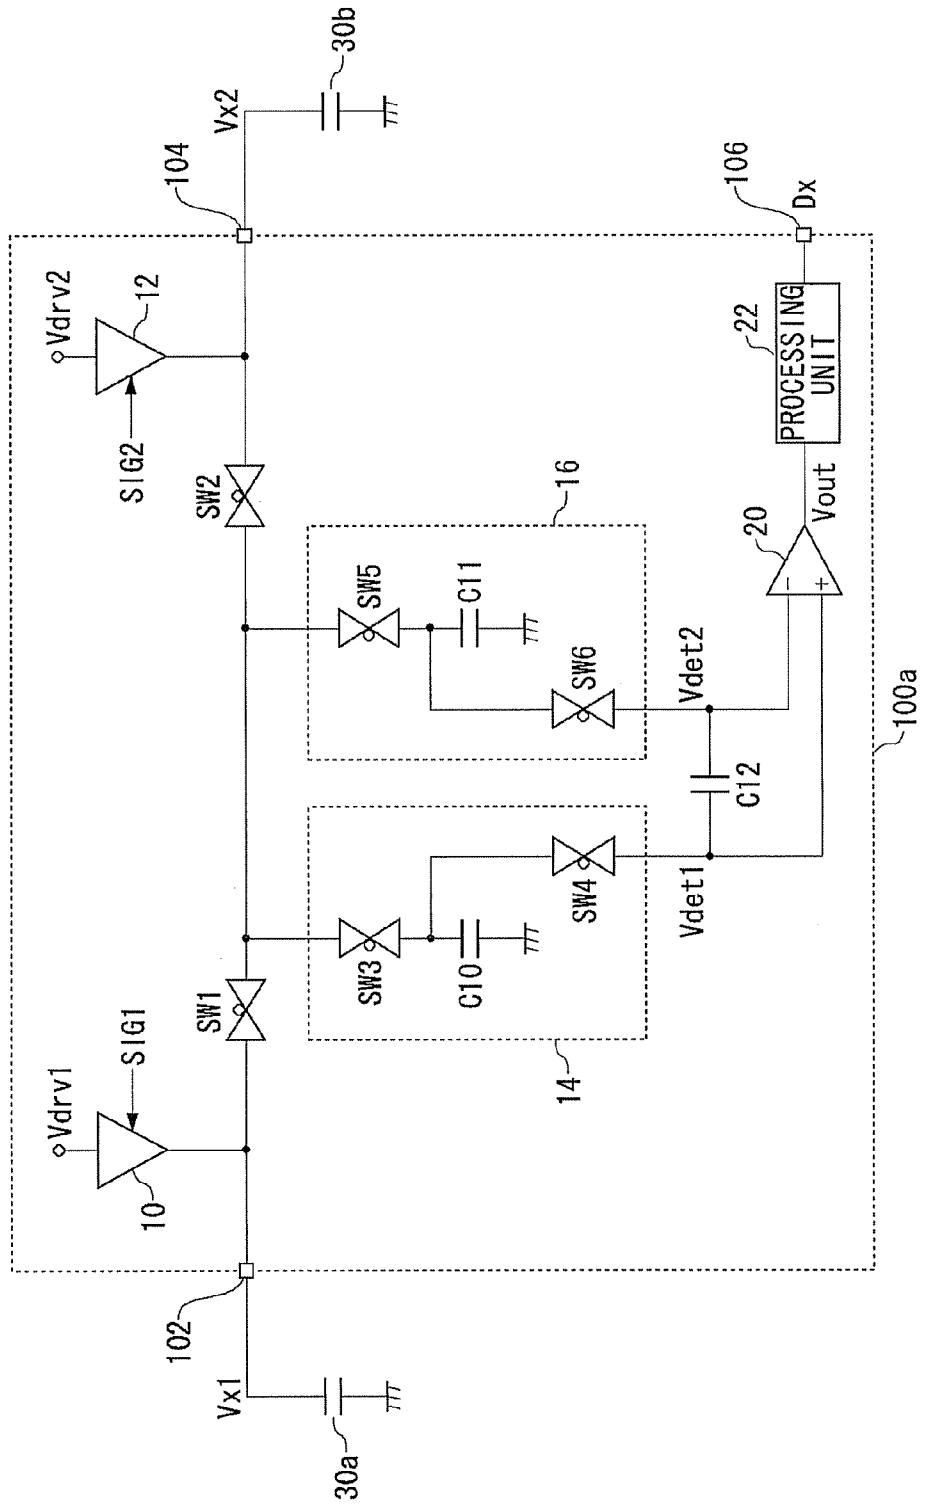 Vdrv1
SIG1
10
Vdrv2
12
SIG2
102
Vx1
30a
SW1
SW2
104
Vx2
30b
SW3
C10
SW4
14
SW5
C11
SW6
16
Vdet1
C12
Vdet2
-
+
20
Vout
22
PROCESSING
UNIT
106
Dx
100a